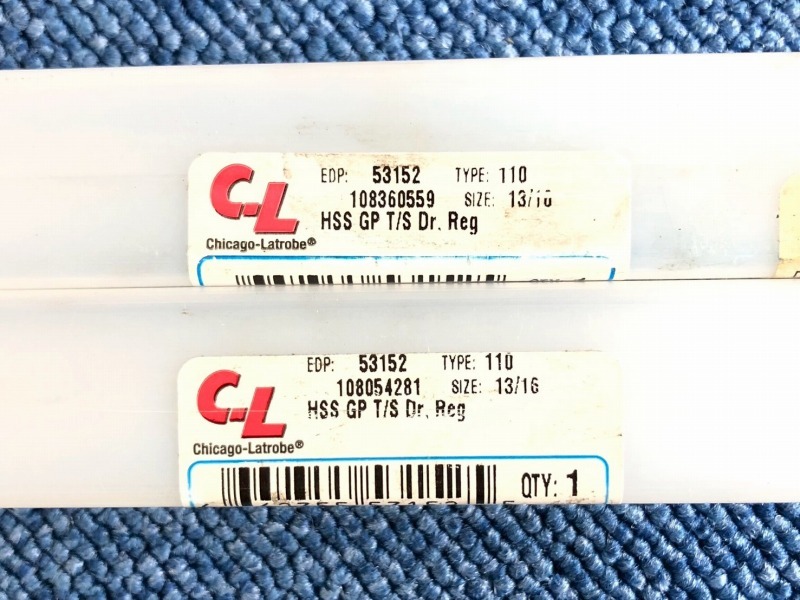 C-L
Chicago-Latrobe®
EDP: 53152 TYPE: 110
108360559 SIZE: 13/16
HSS GP T/S Dr. Reg
C-L
Chicago-Latrobe®
EDP: 53152 TYPE: 110
108054281 SIZE: 13/16
HSS GP T/S Dr. Reg
QTY: 1